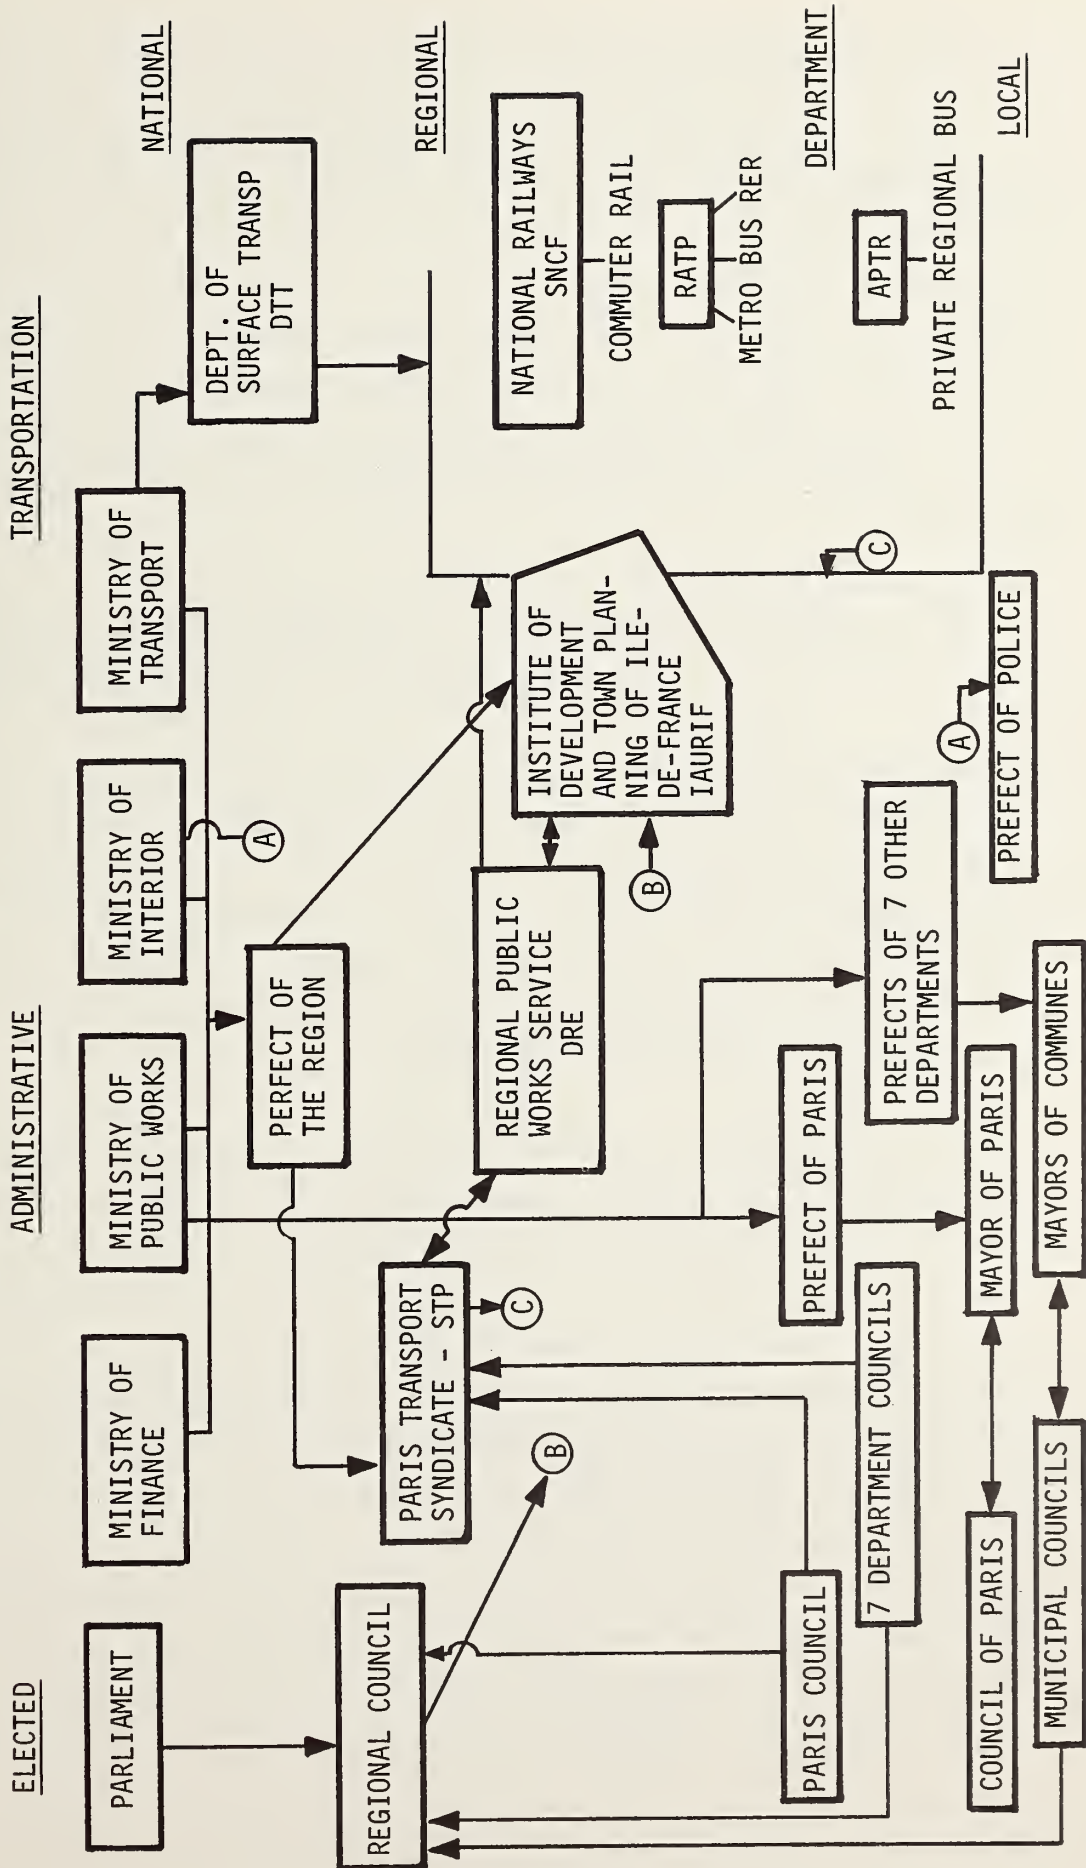 ELECTED
ADMINISTRATIVE
TRANSPORTATION
NATIONAL
PARLIAMENT
MINISTRY OF
FINANCE
MINISTRY OF
PUBLIC WORKS
MINISTRY OF
INTERIOR
MINISTRY OF
TRANSPORT
DEPT. OF
SURFACE TRANSP
DTT
A
PERFECT OF
THE REGION
REGIONAL
REGIONAL COUNCIL
PARIS TRANSPORT
SYNDICATE - STP
C
B
REGIONAL PUBLIC
WORKS SERVICE
DRE
B
INSTITUTE OF
DEVELOPMENT
AND TOWN PLAN-
NING OF ILE-
DE-FRANCE
IAURIF
NATIONAL RAILWAYS
SNCF
COMMUTER RAIL
RATP
METRO BUS RER
DEPARTMENT
PARIS COUNCIL
7 DEPARTMENT COUNCILS
PREFECT OF PARIS
PREFECTS OF 7 OTHER
DEPARTMENTS
C
APTR
PRIVATE REGIONAL BUS
LOCAL
COUNCIL OF PARIS
MAYOR OF PARIS
A
PREFECT OF POLICE
MUNICIPAL COUNCILS
MAYORS OF COMMUNES